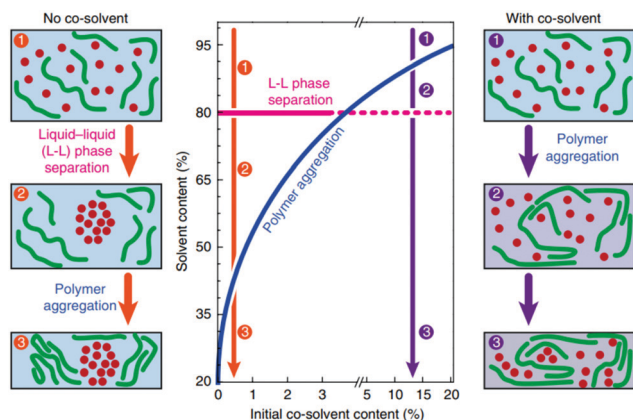 No co-solvent
1
Liquid–liquid
(L-L) phase
separation
2
Polymer
aggregation
3
Solvent content (%)
95
80
65
50
35
20
1
2
3
L-L phase
separation
Polymer aggregation
1
2
3
0
1
2
3
5
10
15
20
Initial co-solvent content (%)
With co-solvent
1
Polymer
aggregation
2
3